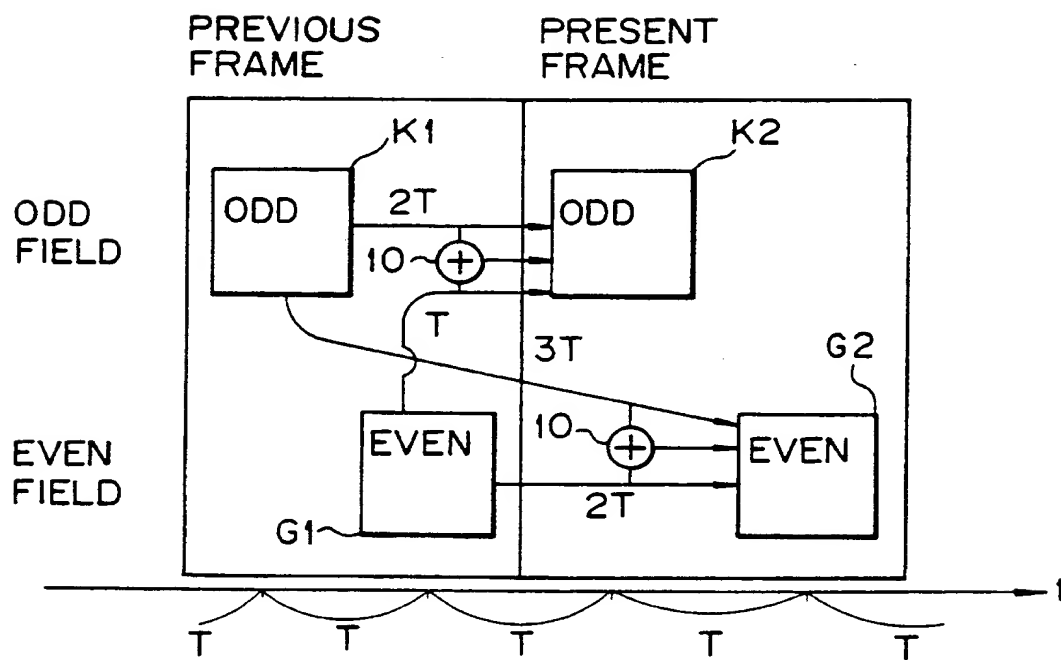 PREVIOUS FRAME
PRESENT FRAME
K1
K2
ODD FIELD
ODD
2T
ODD
10
T
3T
G2
EVEN FIELD
EVEN
10
EVEN
G1
2T
t
T
T
T
T
T